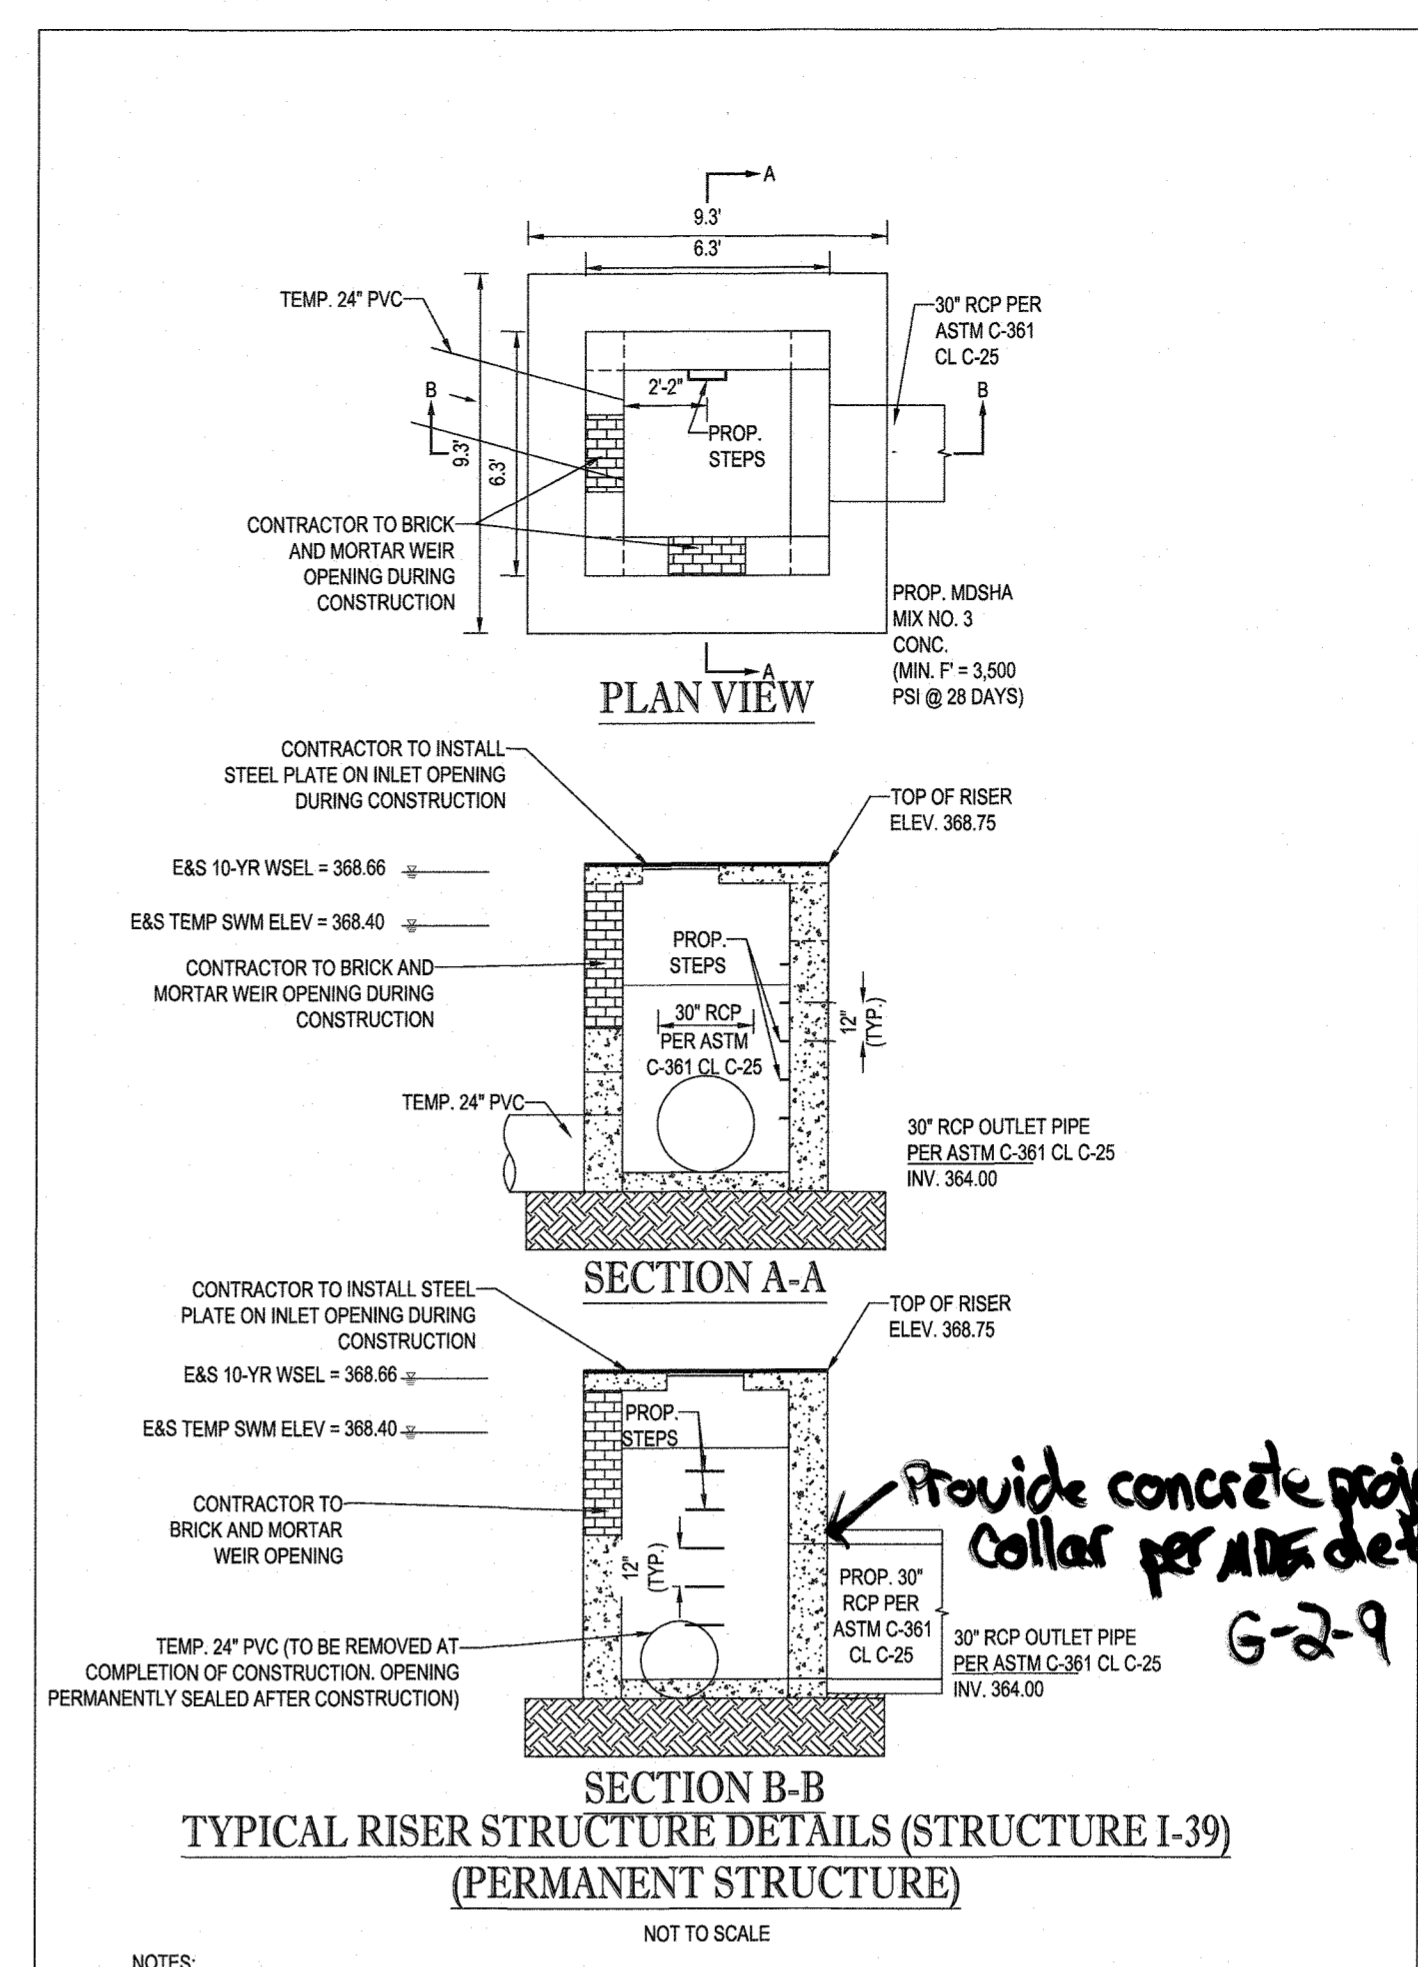 A
9.3'
6.3'
TEMP. 24" PVC
30" RCP PER
ASTM C-361
CL C-25
B
B
2'-2"
9.3'
6.3'
PROP.
STEPS
CONTRACTOR TO BRICK
AND MORTAR WEIR
OPENING DURING
CONSTRUCTION
PROP. MDSHA
MIX NO. 3
CONC.
(MIN. F' = 3,500
PSI @ 28 DAYS)
A
PLAN VIEW
CONTRACTOR TO INSTALL
STEEL PLATE ON INLET OPENING
DURING CONSTRUCTION
TOP OF RISER
ELEV. 368.75
E&S 10-YR WSEL = 368.66
E&S TEMP SWM ELEV = 368.40
CONTRACTOR TO BRICK AND
MORTAR WEIR OPENING DURING
CONSTRUCTION
PROP.
STEPS
30" RCP
PER ASTM
C-361 CL C-25
12"
(TYP.)
TEMP. 24" PVC
30" RCP OUTLET PIPE
PER ASTM C-361 CL C-25
INV. 364.00
SECTION A-A
CONTRACTOR TO INSTALL STEEL
PLATE ON INLET OPENING DURING
CONSTRUCTION
TOP OF RISER
ELEV. 368.75
E&S 10-YR WSEL = 368.66
E&S TEMP SWM ELEV = 368.40
PROP.
STEPS
CONTRACTOR TO
BRICK AND MORTAR
WEIR OPENING
12"
(TYP.)
Provide concrete proj
collar per MDE det
G-2-9
PROP. 30"
RCP PER
ASTM C-361
CL C-25
TEMP. 24" PVC (TO BE REMOVED AT
COMPLETION OF CONSTRUCTION. OPENING
PERMANENTLY SEALED AFTER CONSTRUCTION)
30" RCP OUTLET PIPE
PER ASTM C-361 CL C-25
INV. 364.00
SECTION B-B
TYPICAL RISER STRUCTURE DETAILS (STRUCTURE I-39)
(PERMANENT STRUCTURE)
NOT TO SCALE
NOTES: